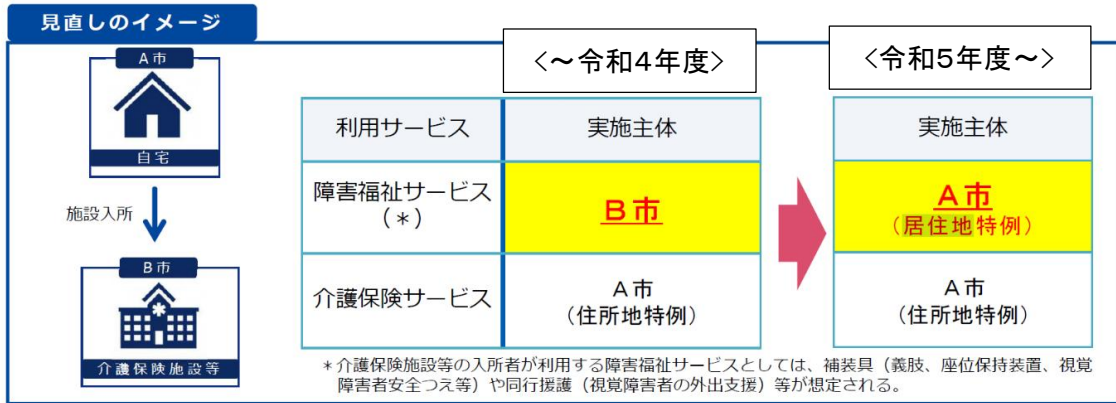 見直しのイメージ
A市
自宅
施設入所
B市
介護保険施設等
<～令和4年度>
<令和5年度～>
利用サービス
実施主体
実施主体
障害福祉サービス
（＊）
B市
A市
（居住地特例）
介護保険サービス
A市
（住所地特例）
A市
（住所地特例）
＊介護保険施設等の入所者が利用する障害福祉サービスとしては、補装具（義肢、座位保持装置、視覚
障害者安全つえ等）や同行援護（視覚障害者の外出支援）等が想定される。